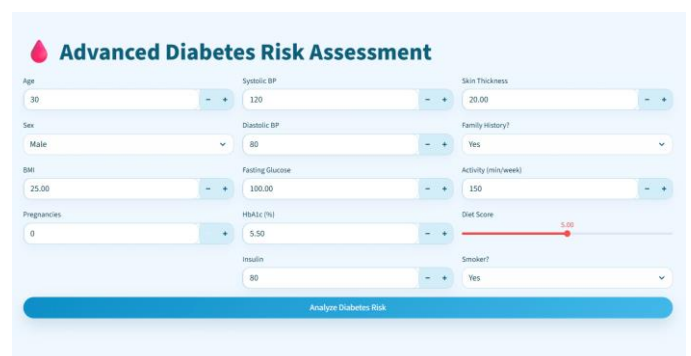 Advanced Diabetes Risk Assessment
Age
30
- +
Sex
Male
BMI
25.00
- +
Pregnancies
0
+
Systolic BP
120
- +
Diastolic BP
80
- +
Fasting Glucose
100.00
- +
HbA1c (%)
5.50
- +
Insulin
80
- +
Skin Thickness
20.00
- +
Family History?
Yes
Activity (min/week)
150
- +
Diet Score
5.00
Smoker?
Yes
Analyze Diabetes Risk